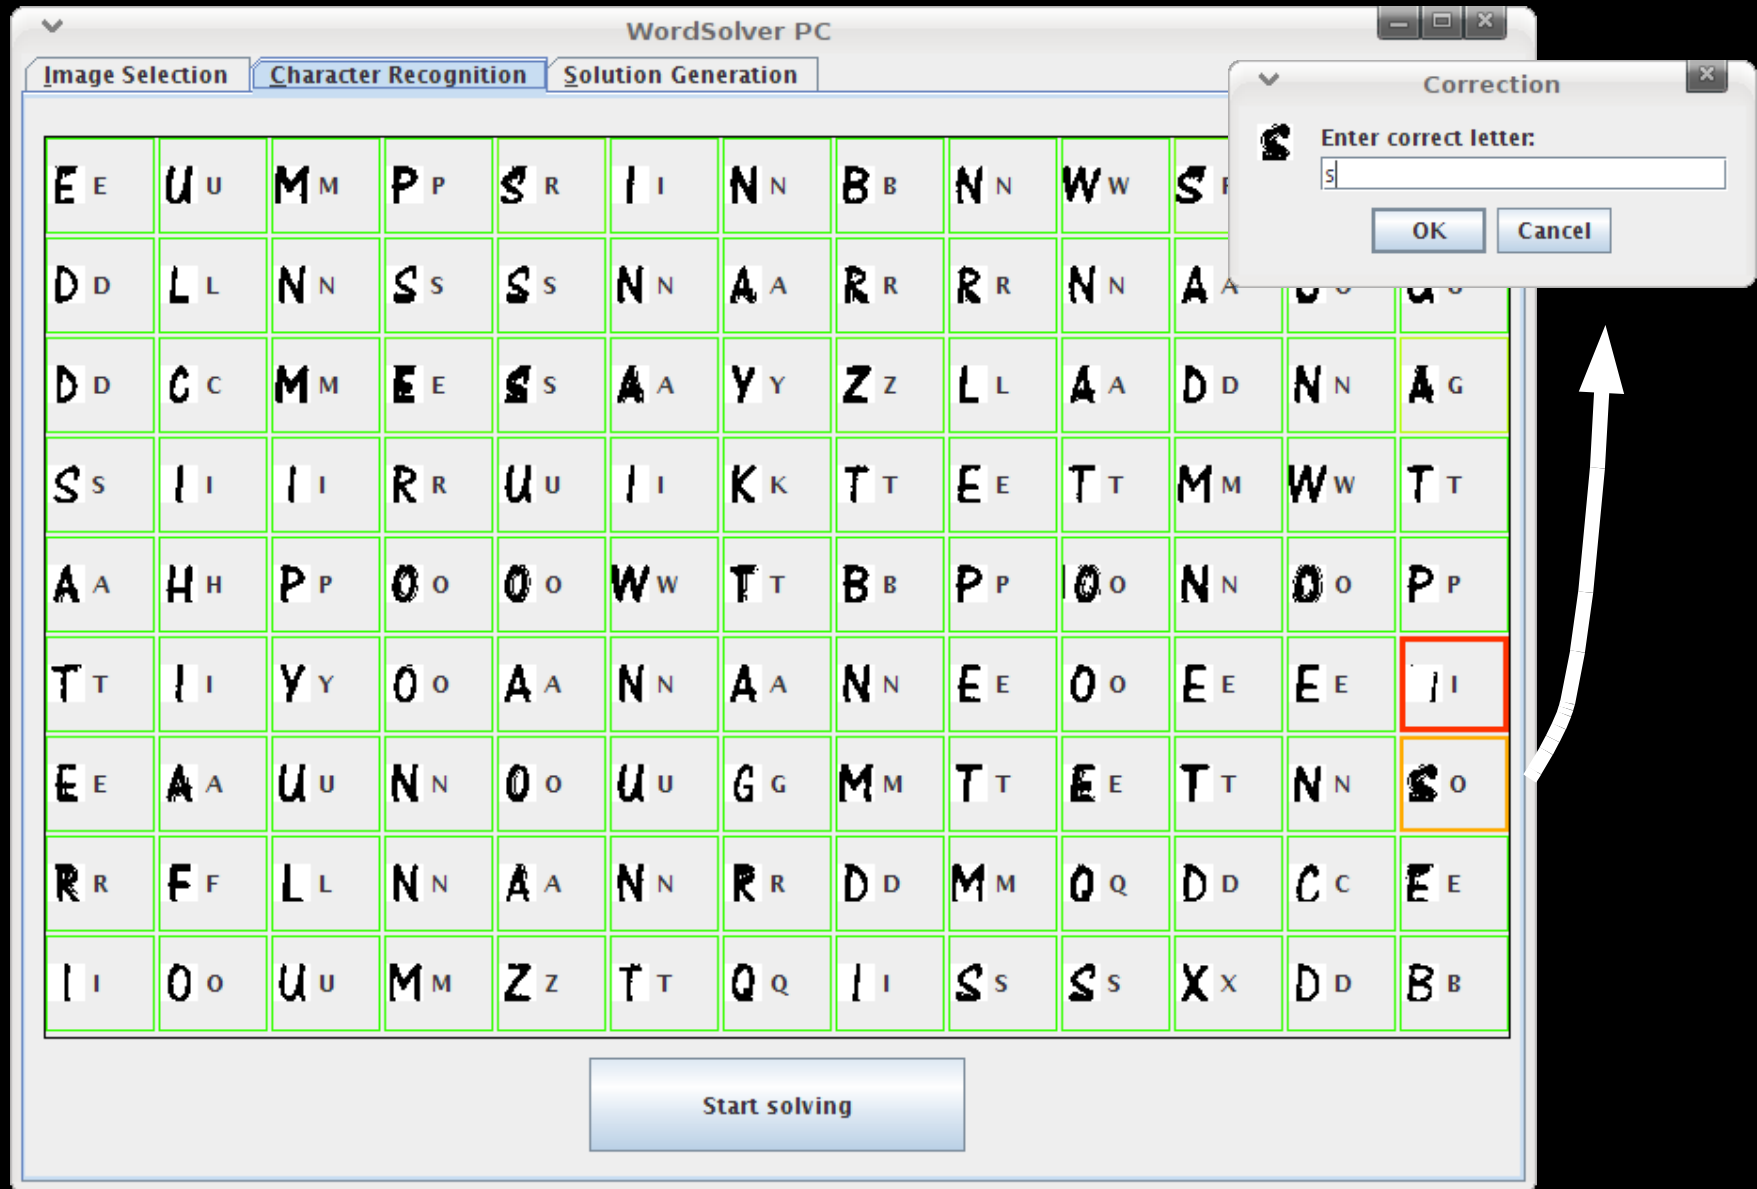 WordSolver PC
Image Selection Character Recognition Solution Generation
Correction
Enter correct letter:
s
OK Cancel
E E U U M M P P S R I I N N B B N N W W S
D D L L N N S S S S N N A A R R R R N N A A
D D C C M M E E S S A A Y Y Z Z L L A A D D N N A G
S S I I I I R R U U I I K K T T E E T T M M W W T T
A A H H P P O O O O W W T T B B P P O O N N O O P P
T T I I Y Y O O A A N N A A N N E E O O E E E E I I
E E A A U U N N O O U U G G M M T T E E T T N N S O
R R F F L L N N A A N N R R D D M M Q Q D D C C E E
I I O O U U M M Z Z T T Q Q I I S S S S X X D D B B
Start solving